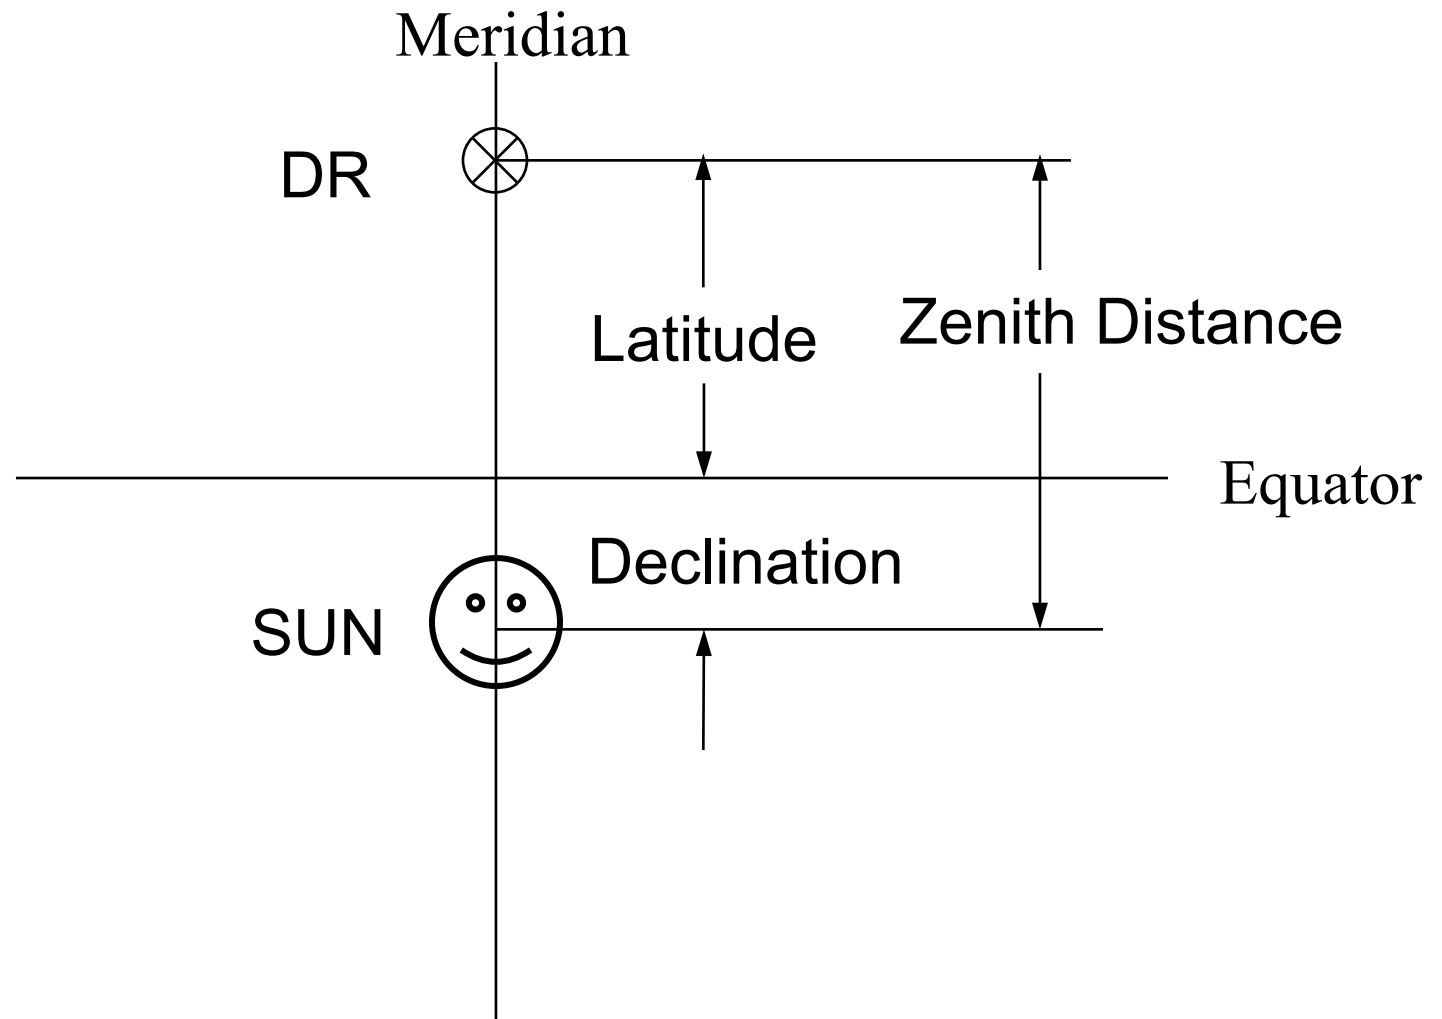 Meridian
DR
Latitude
Zenith Distance
Equator
Declination
SUN